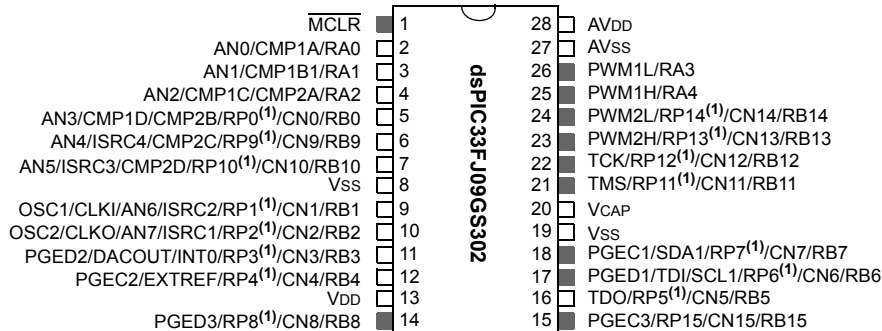 MCLR 1
AN0/CMP1A/RA0 2
AN1/CMP1B1/RA1 3
AN2/CMP1C/CMP2A/RA2 4
AN3/CMP1D/CMP2B/RP0(1)/CN0/RB0 5
AN4/ISRC4/CMP2C/RP9(1)/CN9/RB9 6
AN5/ISRC3/CMP2D/RP10(1)/CN10/RB10 7
VSS 8
OSC1/CLKI/AN6/ISRC2/RP1(1)/CN1/RB1 9
OSC2/CLKO/AN7/ISRC1/RP2(1)/CN2/RB2 10
PGED2/DACOUT/INT0/RP3(1)/CN3/RB3 11
PGEC2/EXTREF/RP4(1)/CN4/RB4 12
VDD 13
PGED3/RP8(1)/CN8/RB8 14
dsPIC33FJ09GS302
28 AVDD
27 AVSS
26 PWM1L/RA3
25 PWM1H/RA4
24 PWM2L/RP14(1)/CN14/RB14
23 PWM2H/RP13(1)/CN13/RB13
22 TCK/RP12(1)/CN12/RB12
21 TMS/RP11(1)/CN11/RB11
20 VCAP
19 VSS
18 PGEC1/SDA1/RP7(1)/CN7/RB7
17 PGED1/TDI/SCL1/RP6(1)/CN6/RB6
16 TDO/RP5(1)/CN5/RB5
15 PGEC3/RP15/CN15/RB15